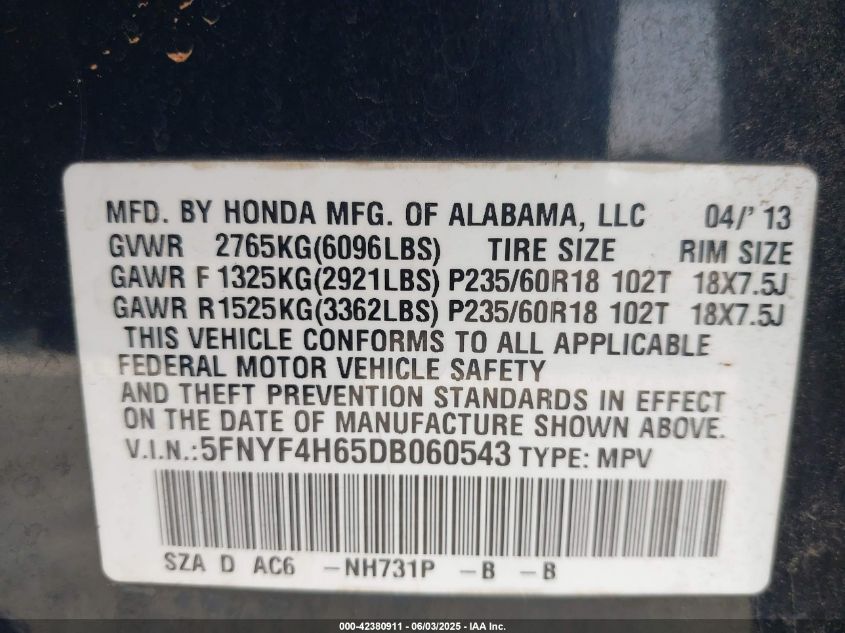 MFD. BY HONDA MFG. OF ALABAMA, LLC 04/' 13
GVWR 2765KG(6096LBS) TIRE SIZE RIM SIZE
GAWR F 1325KG(2921LBS) P235/60R18 102T 18X7.5J
GAWR R1525KG(3362LBS) P235/60R18 102T 18X7.5J
THIS VEHICLE CONFORMS TO ALL APPLICABLE
FEDERAL MOTOR VEHICLE SAFETY
AND THEFT PREVENTION STANDARDS IN EFFECT
ON THE DATE OF MANUFACTURE SHOWN ABOVE.
V.I.N.:5FNYF4H65DB060543 TYPE: MPV
SZA D AC6 -NH731P -B -B
000-42380911 - 06/03/2025 - IAA Inc.